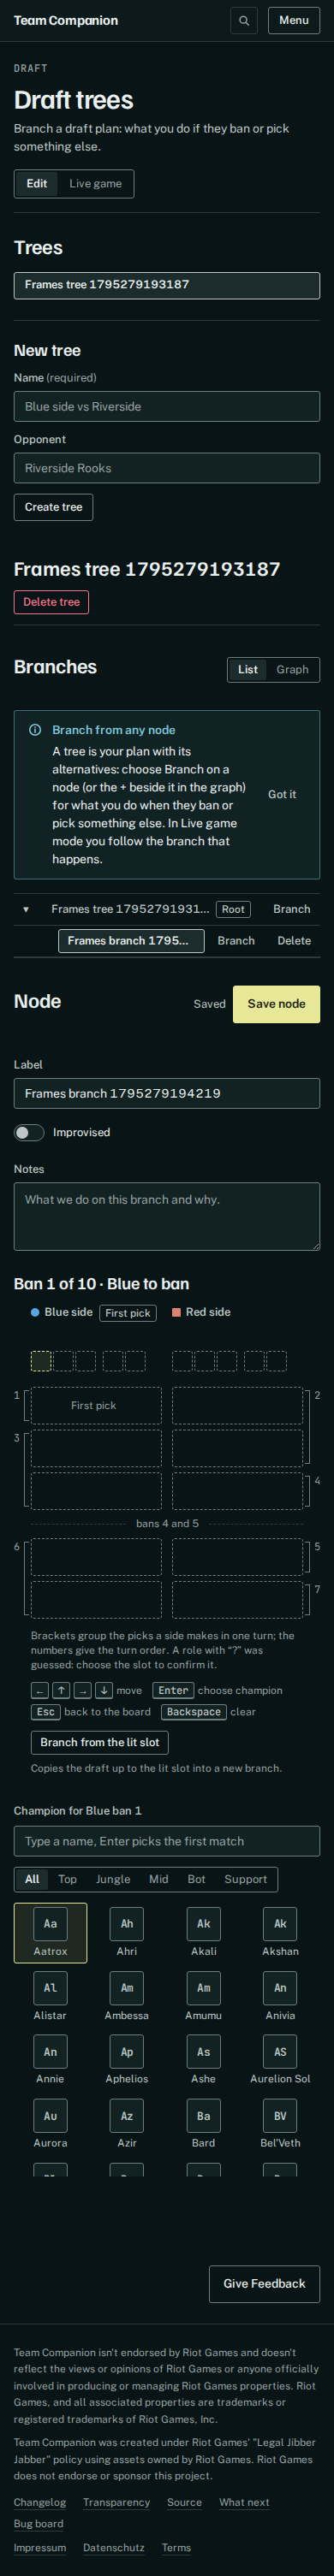 Team Companion
Menu
DRAFT
Draft trees
Branch a draft plan: what you do if they ban or pick
something else.
Edit
Live game
Trees
Frames tree 1795279193187
New tree
Name (required)
Blue side vs Riverside
Opponent
Riverside Rooks
Create tree
Frames tree 1795279193187
Delete tree
Branches
List
Graph
Branch from any node
A tree is your plan with its
alternatives: choose Branch on a
node (or the + beside it in the graph)
for what you do when they ban or
pick something else. In Live game
mode you follow the branch that
happens.
Got it
▾
Frames tree 17952791931...
Root
Branch
Frames branch 1795...
Branch
Delete
Node
Saved
Save node
Label
Frames branch 1795279194219
Improvised
Notes
What we do on this branch and why.
Ban 1 of 10 · Blue to ban
Blue side
First pick
Red side
1
First pick
2
3
4
bans 4 and 5
6
5
7
Brackets group the picks a side makes in one turn; the
numbers give the turn order. A role with “?” was
guessed: choose the slot to confirm it.
← ↑ → ↓ move Enter choose champion
Esc back to the board Backspace clear
Branch from the lit slot
Copies the draft up to the lit slot into a new branch.
Champion for Blue ban 1
Type a name, Enter picks the first match
All Top Jungle Mid Bot Support
Aa Ah Ak Ak
Aatrox Ahri Akali Akshan
Al Am Am An
Alistar Ambessa Amumu Anivia
An Ap As AS
Annie Aphelios Ashe Aurelion Sol
Au Az Ba BV
Aurora Azir Bard Bel'Veth
Give Feedback
Team Companion isn't endorsed by Riot Games and doesn't
reflect the views or opinions of Riot Games or anyone officially
involved in producing or managing Riot Games properties. Riot
Games, and all associated properties are trademarks or
registered trademarks of Riot Games, Inc.
Team Companion was created under Riot Games' "Legal Jibber
Jabber" policy using assets owned by Riot Games. Riot Games
does not endorse or sponsor this project.
Changelog Transparency Source What next
Bug board
Impressum Datenschutz Terms